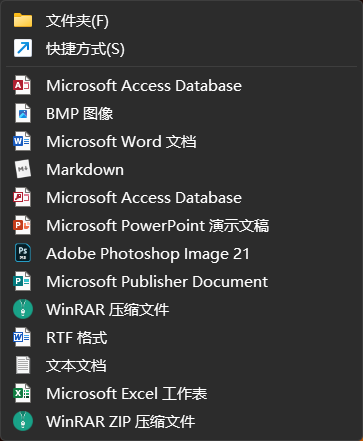 文件夹(F)
快捷方式(S)
Microsoft Access Database
BMP 图像
Microsoft Word 文档
Markdown
Microsoft Access Database
Microsoft PowerPoint 演示文稿
Adobe Photoshop Image 21
Microsoft Publisher Document
WinRAR 压缩文件
RTF 格式
文本文档
Microsoft Excel 工作表
WinRAR ZIP 压缩文件